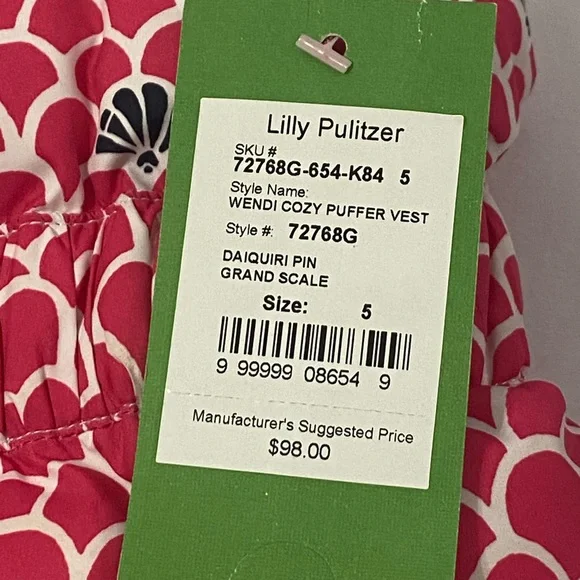 Lilly Pulitzer
SKU #
72768G-654-K84 5
Style Name:
WENDI COZY PUFFER VEST
Style #: 72768G
DAIQUIRI PIN
GRAND SCALE
Size: 5
9 99999 08654 9
Manufacturer's Suggested Price
$98.00